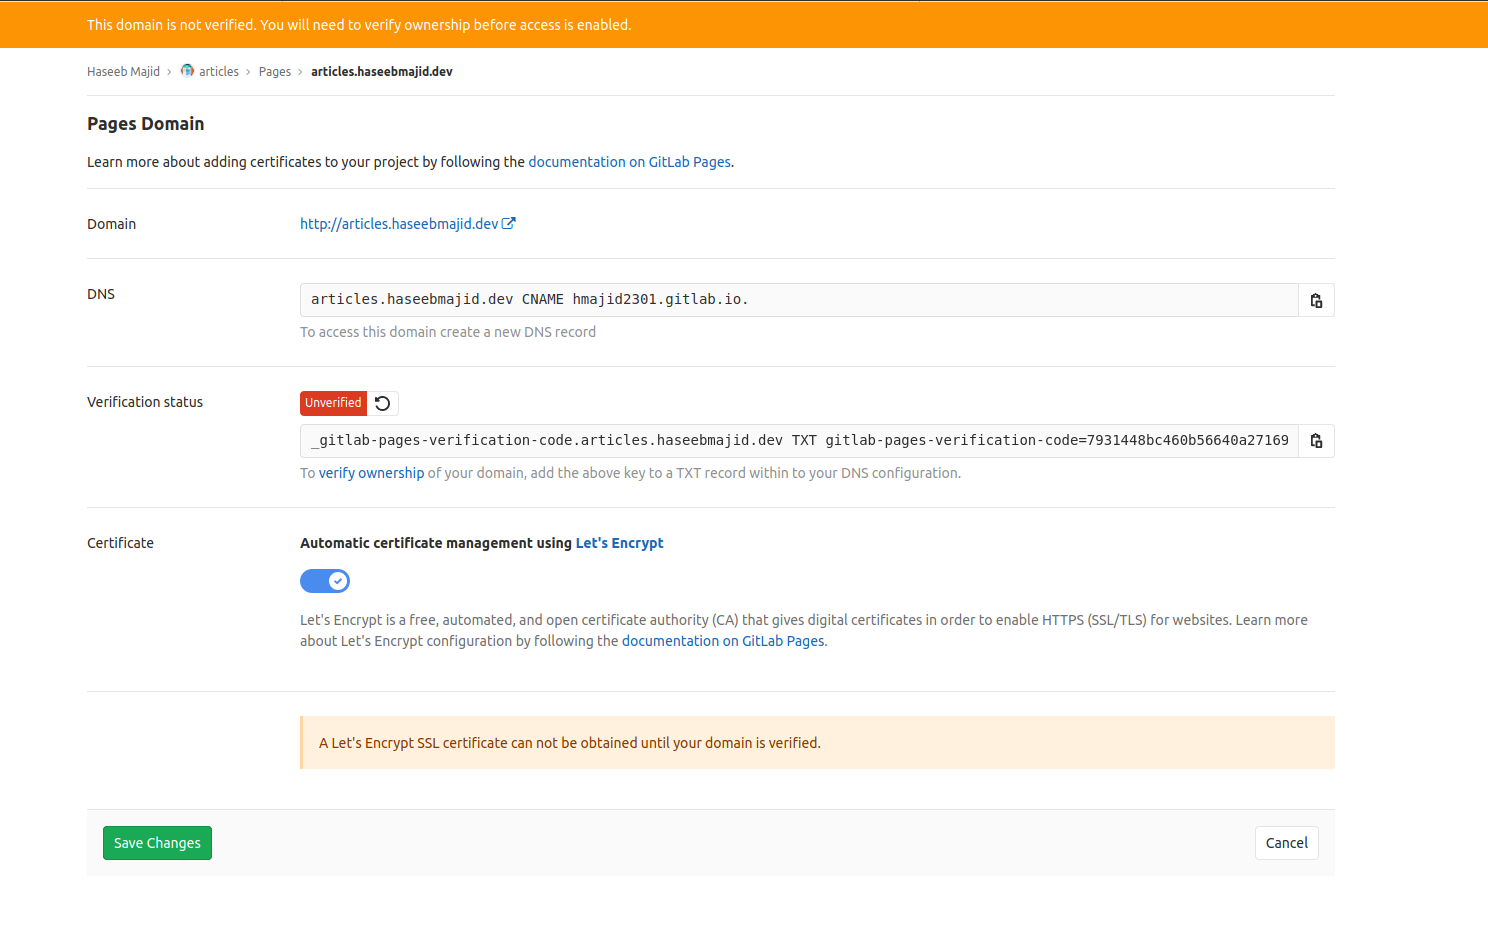 This domain is not verified. You will need to verify ownership before access is enabled.
Haseeb Majid › articles › Pages › articles.haseebmajid.dev
Pages Domain
Learn more about adding certificates to your project by following the documentation on GitLab Pages.
Domain http://articles.haseebmajid.dev
DNS articles.haseebmajid.dev CNAME hmajid2301.gitlab.io.
To access this domain create a new DNS record
Verification status Unverified
_gitlab-pages-verification-code.articles.haseebmajid.dev TXT gitlab-pages-verification-code=7931448bc460b56640a27169
To verify ownership of your domain, add the above key to a TXT record within to your DNS configuration.
Certificate Automatic certificate management using Let's Encrypt
Let's Encrypt is a free, automated, and open certificate authority (CA) that gives digital certificates in order to enable HTTPS (SSL/TLS) for websites. Learn more
about Let's Encrypt configuration by following the documentation on GitLab Pages.
A Let's Encrypt SSL certificate can not be obtained until your domain is verified.
Save Changes Cancel